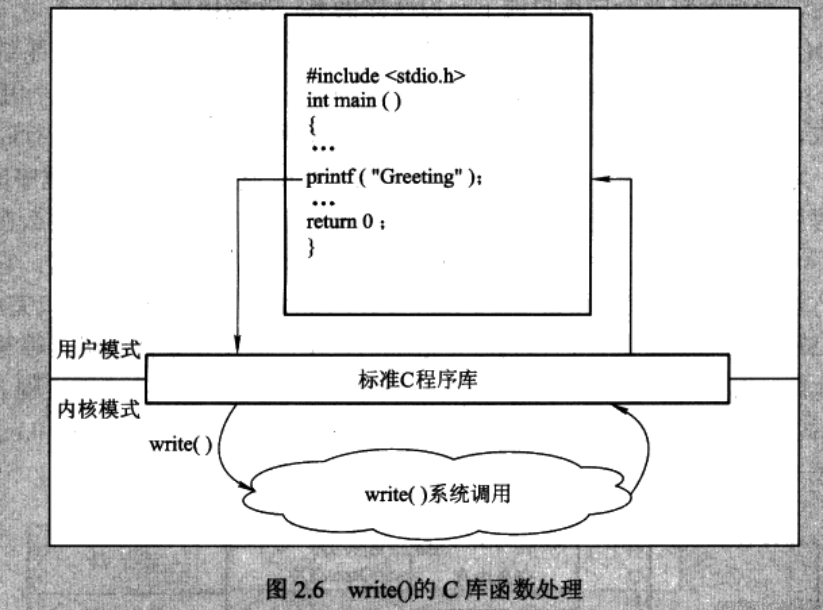 #include <stdio.h>
int main ( )
{
...
printf ( "Greeting" );
...
return 0 ;
}
用户模式
标准C程序库
内核模式
write( )
write( )系统调用
图 2.6 write()的 C 库函数处理